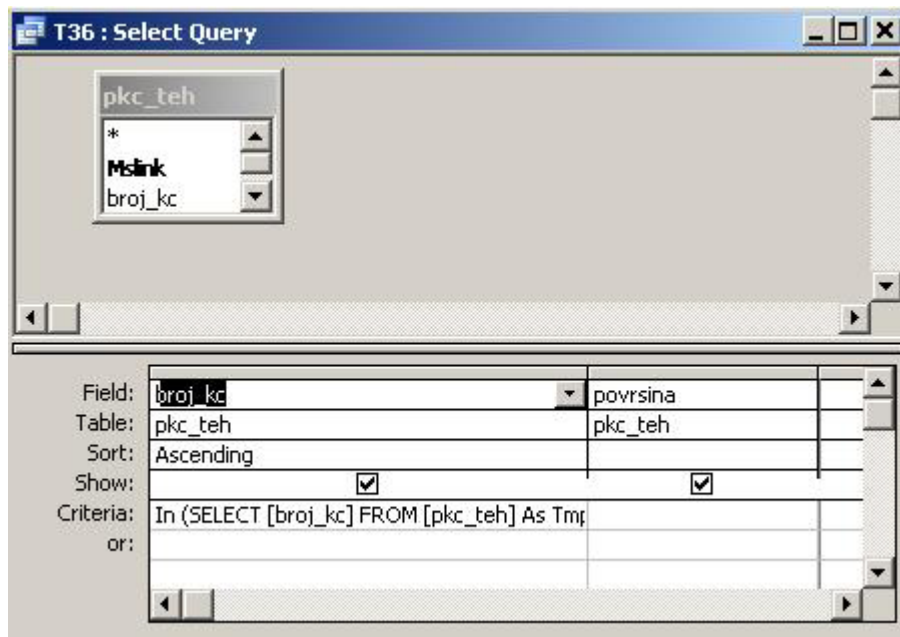 T36 : Select Query
pkc_teh
*
Mslink
broj_kc
Field: broj_kc povrsina
Table: pkc_teh pkc_teh
Sort: Ascending
Show:
Criteria: In (SELECT [broj_kc] FROM [pkc_teh] As Tmp
or: